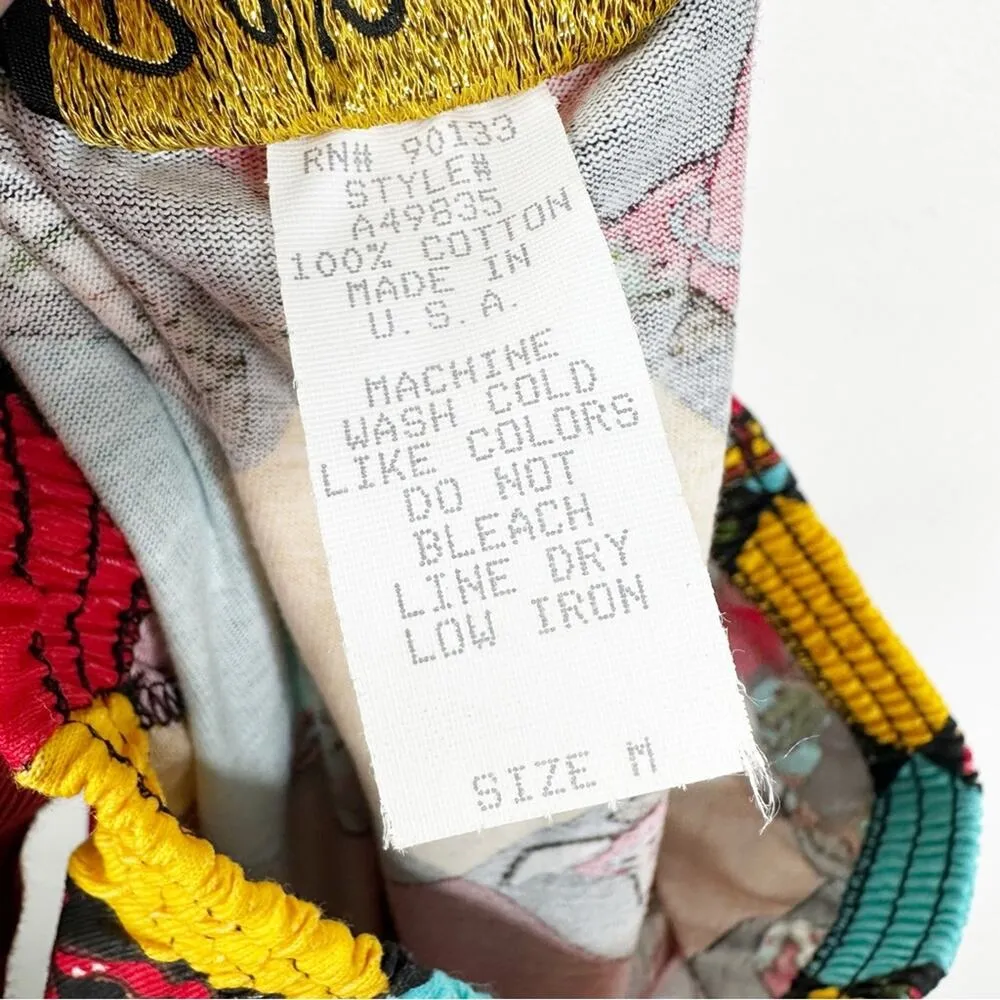 RN# 90133
STYLE#
A49835
100% COTTON
MADE IN
U.S.A.
MACHINE
WASH COLD
LIKE COLORS
DO NOT
BLEACH
LINE DRY
LOW IRON
SIZE M